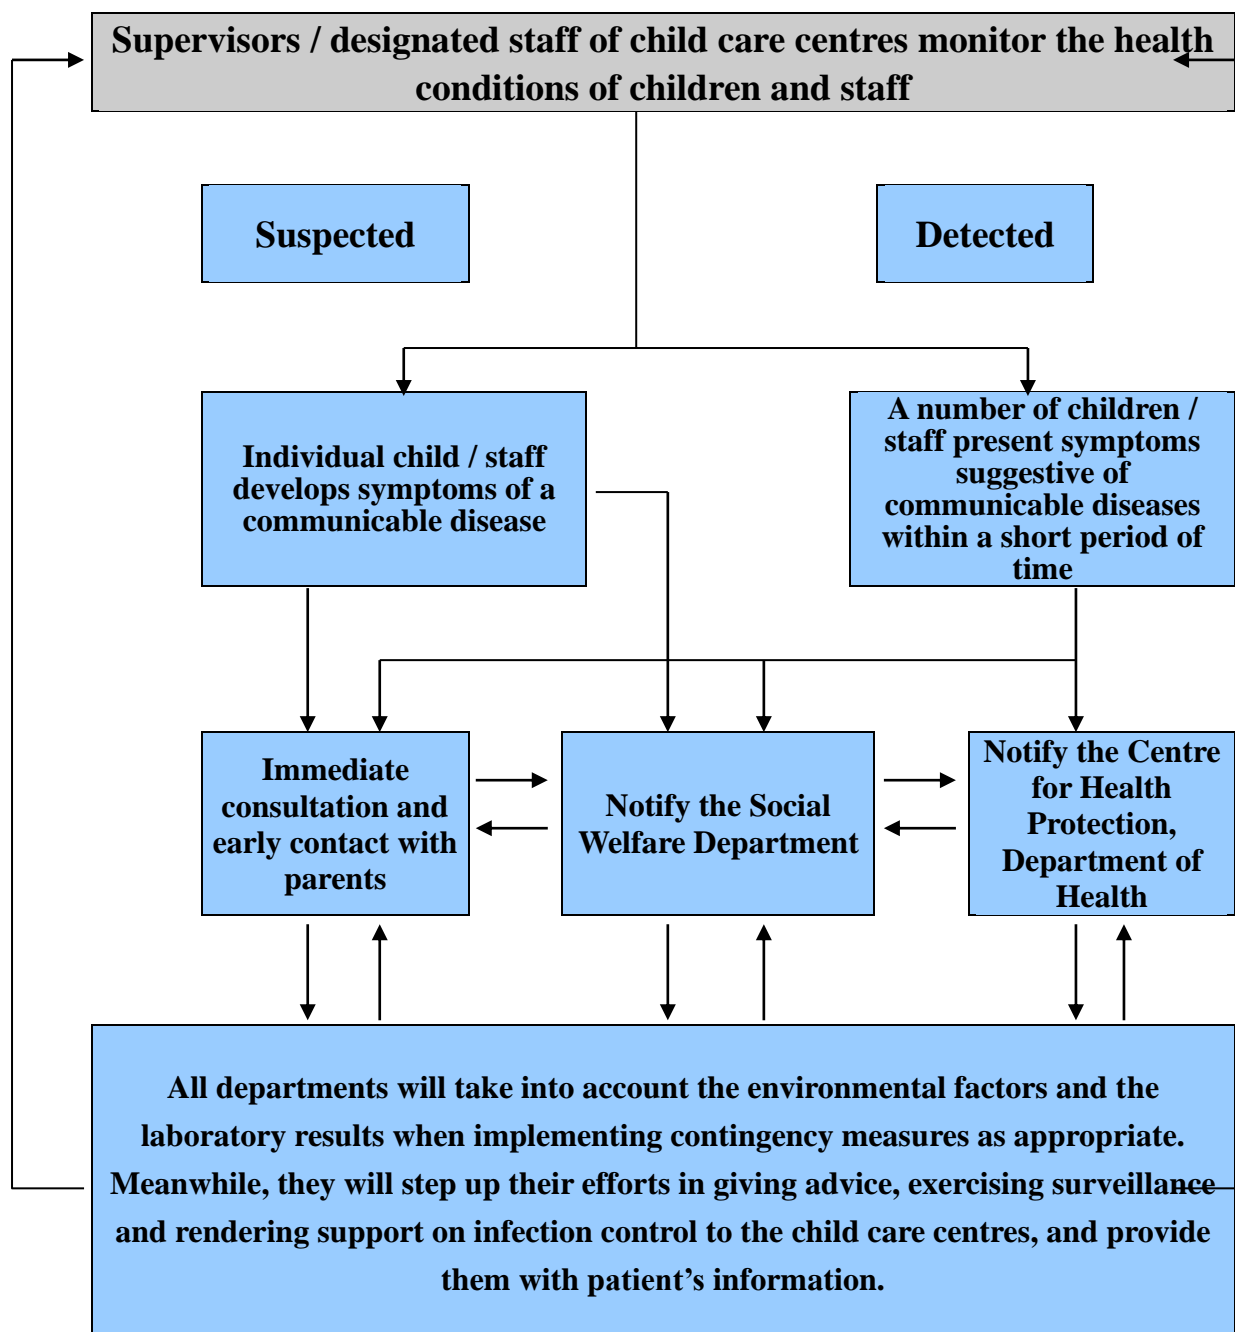 Supervisors / designated staff of child care centres monitor the health
conditions of children and staff
Suspected
Detected
Individual child / staff
develops symptoms of a
communicable disease
A number of children /
staff present symptoms
suggestive of
communicable diseases
within a short period of
time
Immediate
consultation and
early contact with
parents
Notify the Social
Welfare Department
Notify the Centre
for Health
Protection,
Department of
Health
All departments will take into account the environmental factors and the
laboratory results when implementing contingency measures as appropriate.
Meanwhile, they will step up their efforts in giving advice, exercising surveillance
and rendering support on infection control to the child care centres, and provide
them with patient’s information.